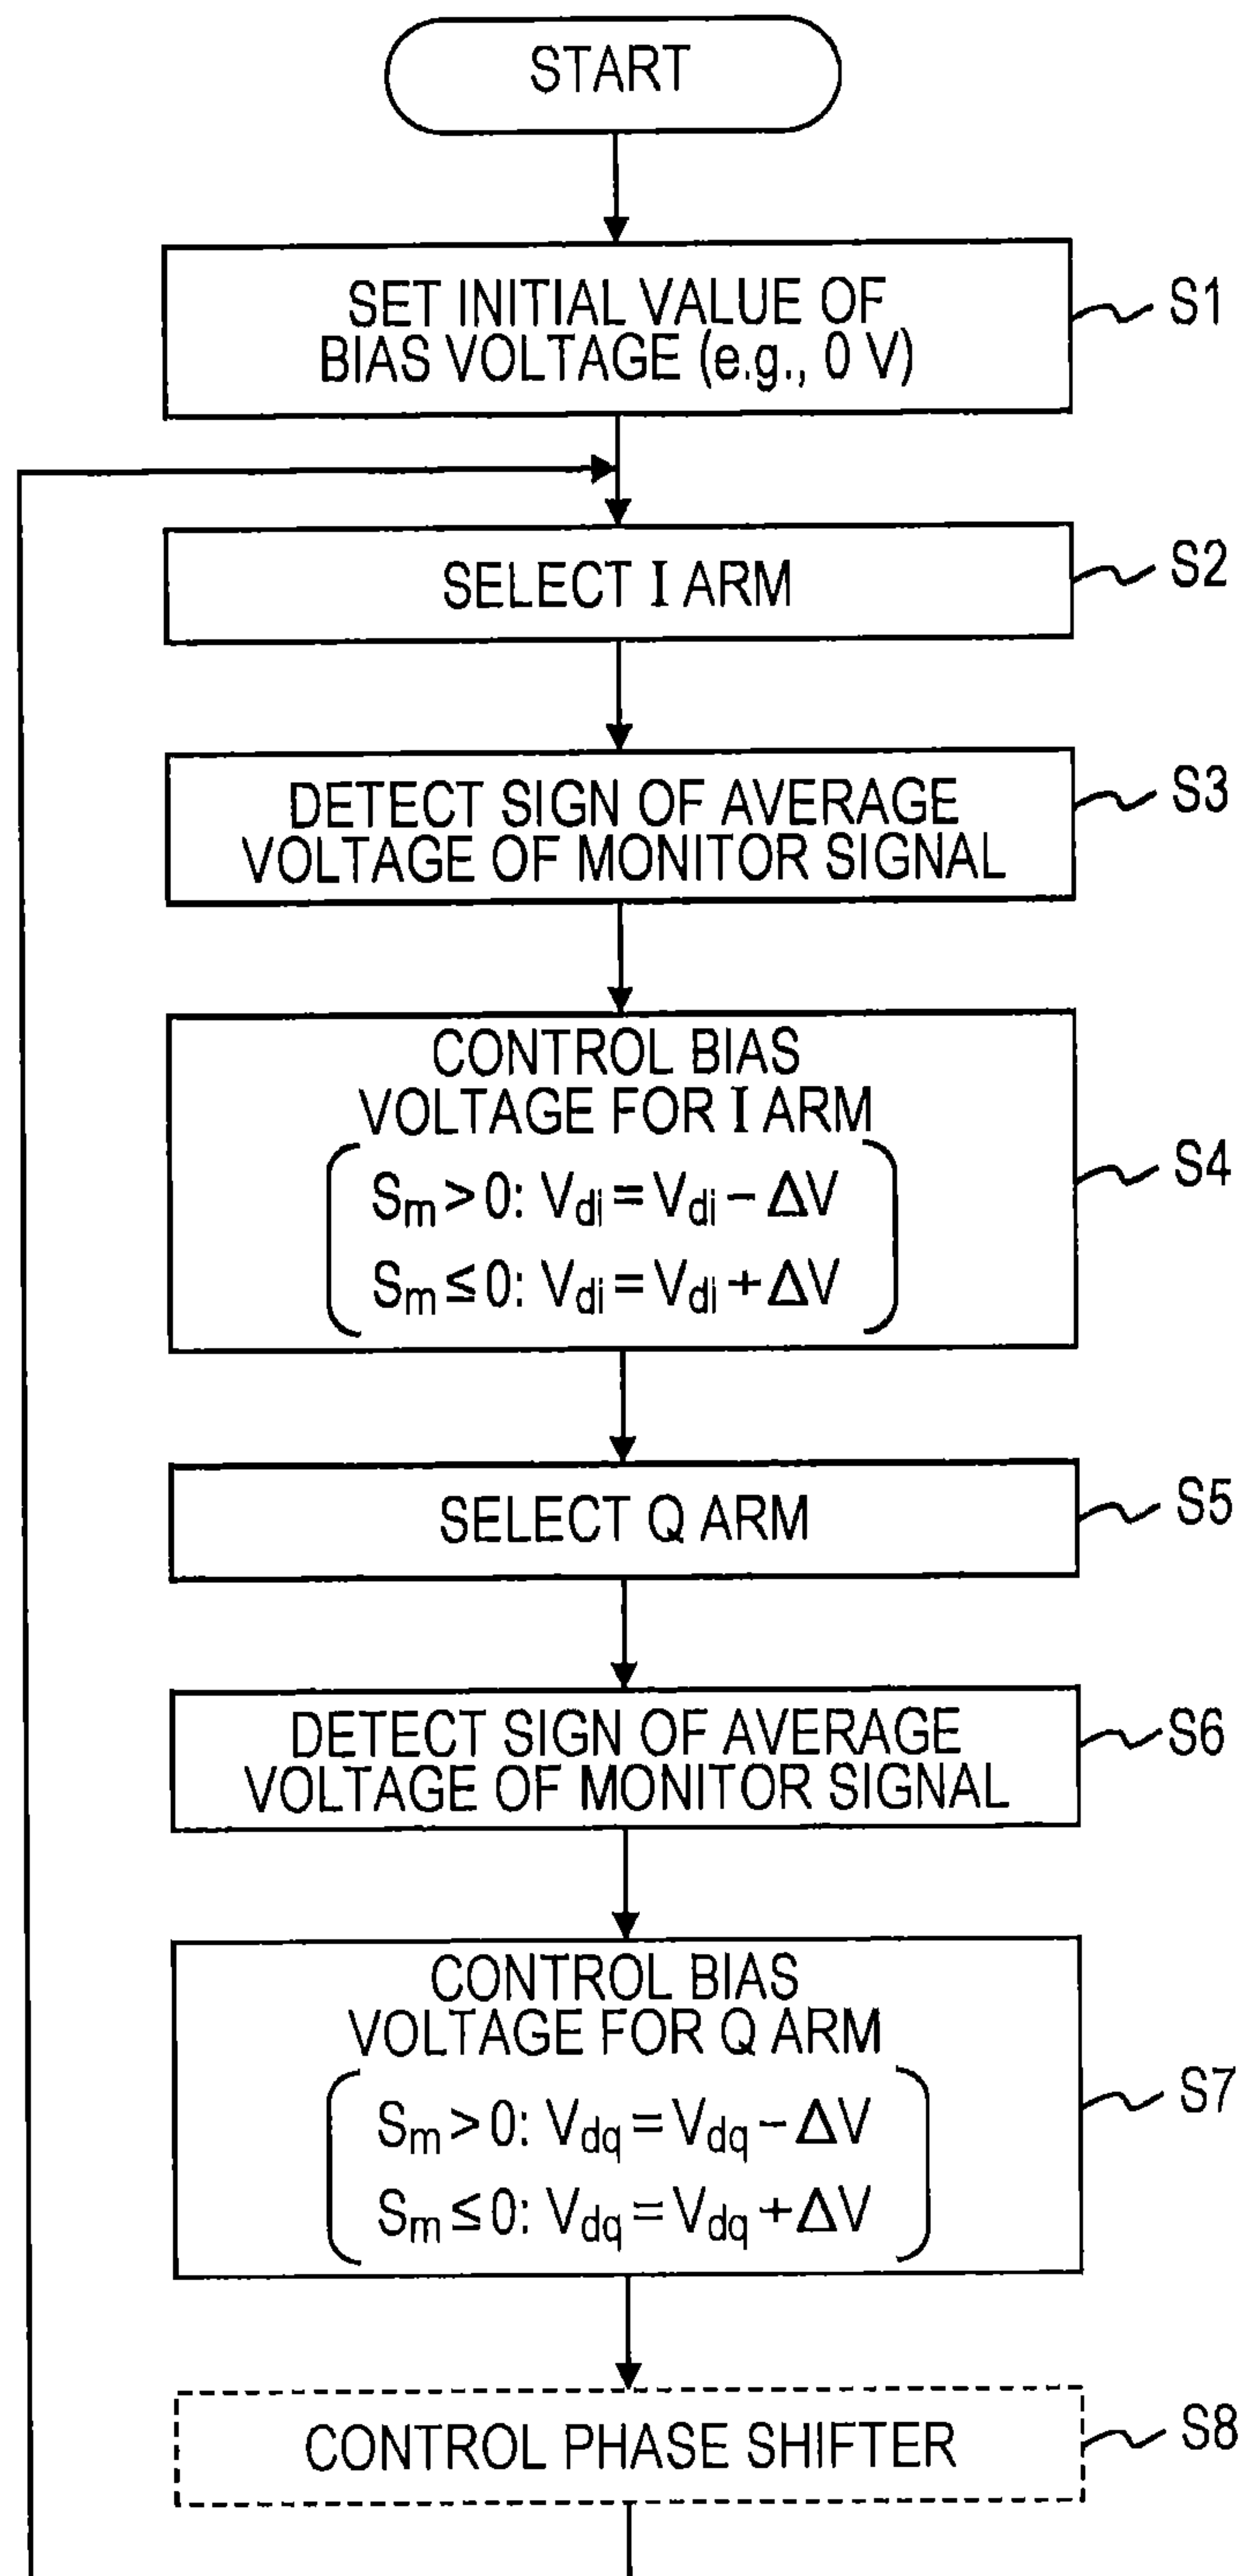 START
SET INITIAL VALUE OF
BIAS VOLTAGE (e.g., 0 V)
S1
SELECT I ARM
S2
DETECT SIGN OF AVERAGE
VOLTAGE OF MONITOR SIGNAL
S3
CONTROL BIAS
VOLTAGE FOR I ARM
Sm > 0: Vdi = Vdi − ΔV
Sm ≤ 0: Vdi = Vdi + ΔV
S4
SELECT Q ARM
S5
DETECT SIGN OF AVERAGE
VOLTAGE OF MONITOR SIGNAL
S6
CONTROL BIAS
VOLTAGE FOR Q ARM
Sm > 0: Vdq = Vdq − ΔV
Sm ≤ 0: Vdq = Vdq + ΔV
S7
CONTROL PHASE SHIFTER
S8